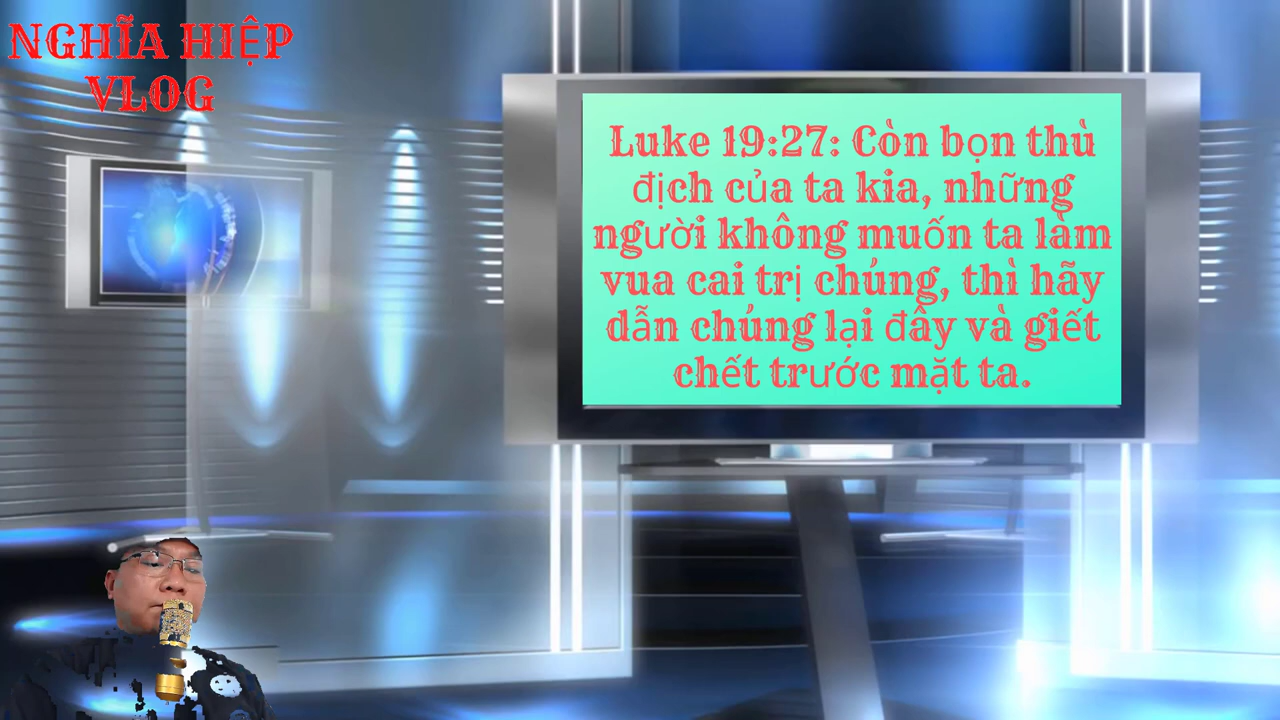 NGHĨA HIỆP
VLOG
Luke 19:27: Còn bọn thù
địch của ta kia, những
người không muốn ta làm
vua cai trị chúng, thì hãy
dẫn chúng lại đây và giết
chết trước mặt ta.